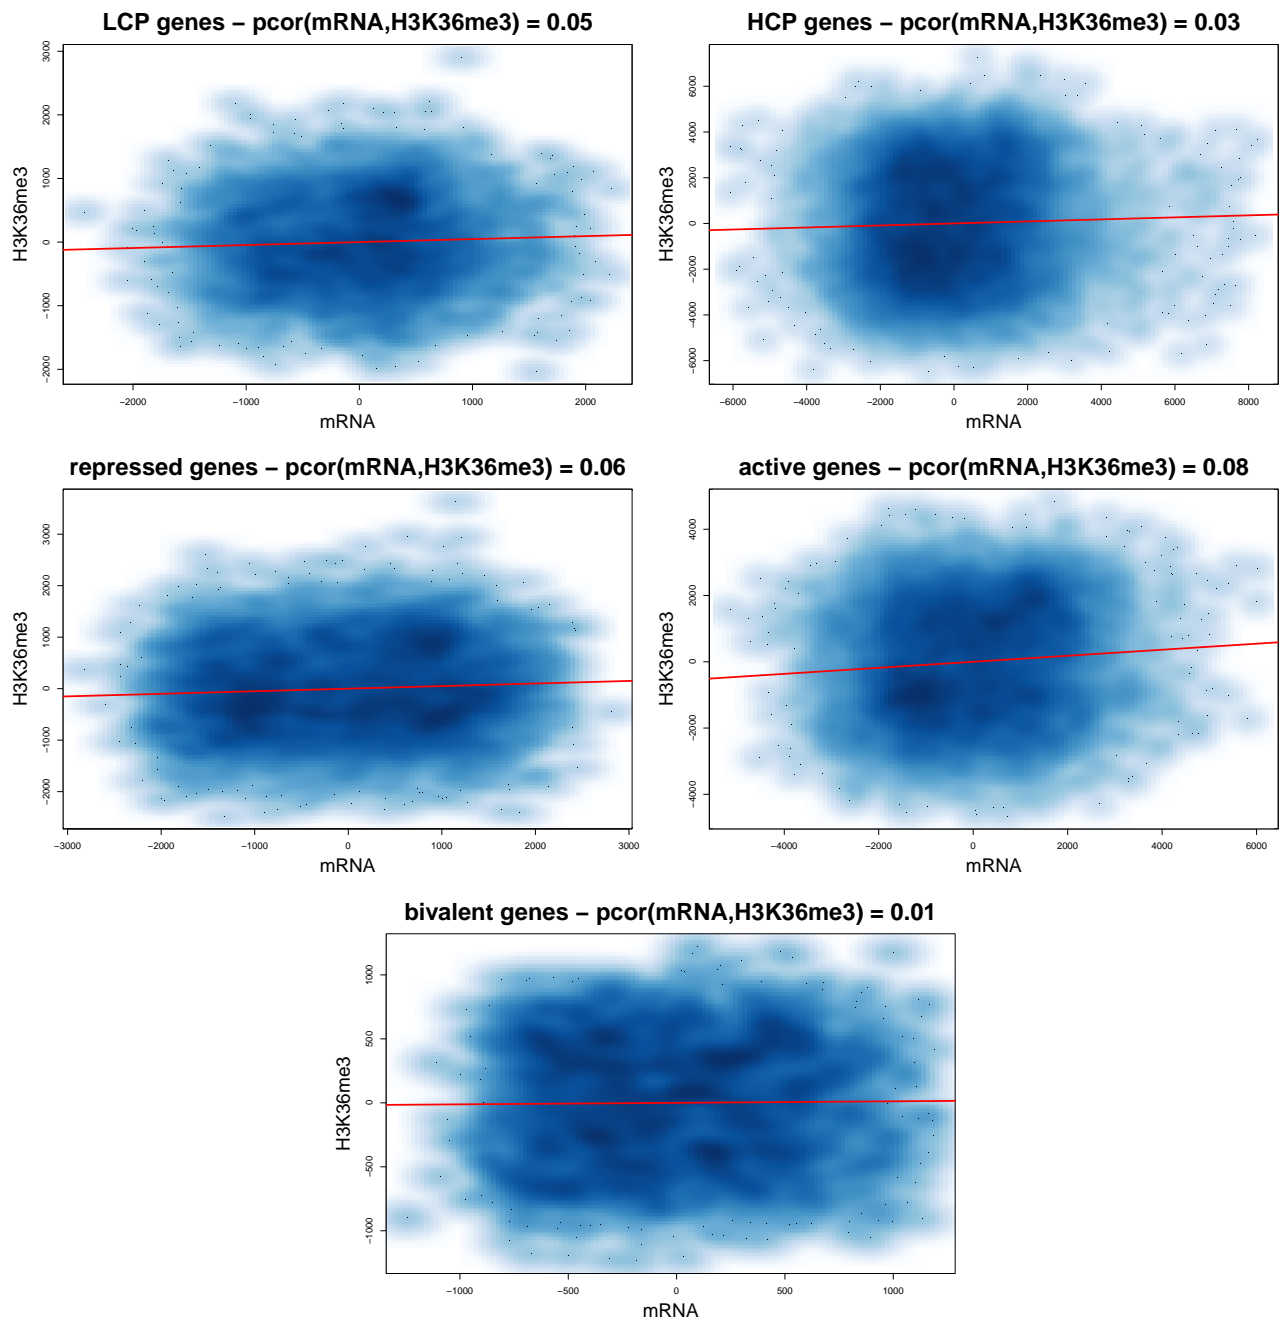 LCP genes – pcor(mRNA,H3K36me3) = 0.05
H3K36me3
3000
2000
1000
0
−1000
−2000
−2000 −1000 0 1000 2000
mRNA
HCP genes – pcor(mRNA,H3K36me3) = 0.03
H3K36me3
6000
4000
2000
0
−2000
−4000
−6000
−6000 −4000 −2000 0 2000 4000 6000 8000
mRNA
repressed genes – pcor(mRNA,H3K36me3) = 0.06
H3K36me3
3000
2000
1000
0
−1000
−2000
−3000 −2000 −1000 0 1000 2000 3000
mRNA
active genes – pcor(mRNA,H3K36me3) = 0.08
H3K36me3
4000
2000
0
−2000
−4000
−4000 −2000 0 2000 4000 6000
mRNA
bivalent genes – pcor(mRNA,H3K36me3) = 0.01
H3K36me3
1000
500
0
−500
−1000
−1000 −500 0 500 1000
mRNA